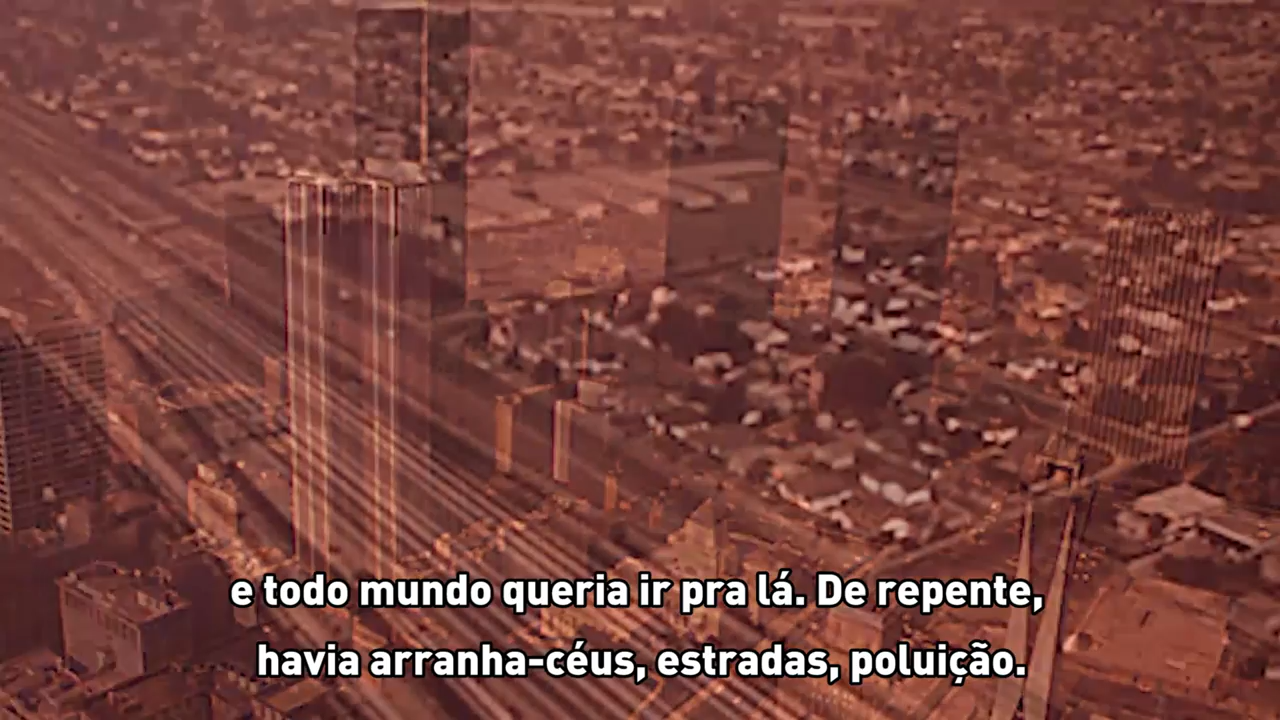 e todo mundo queria ir pra lá. De repente,
havia arranha-céus, estradas, poluição.